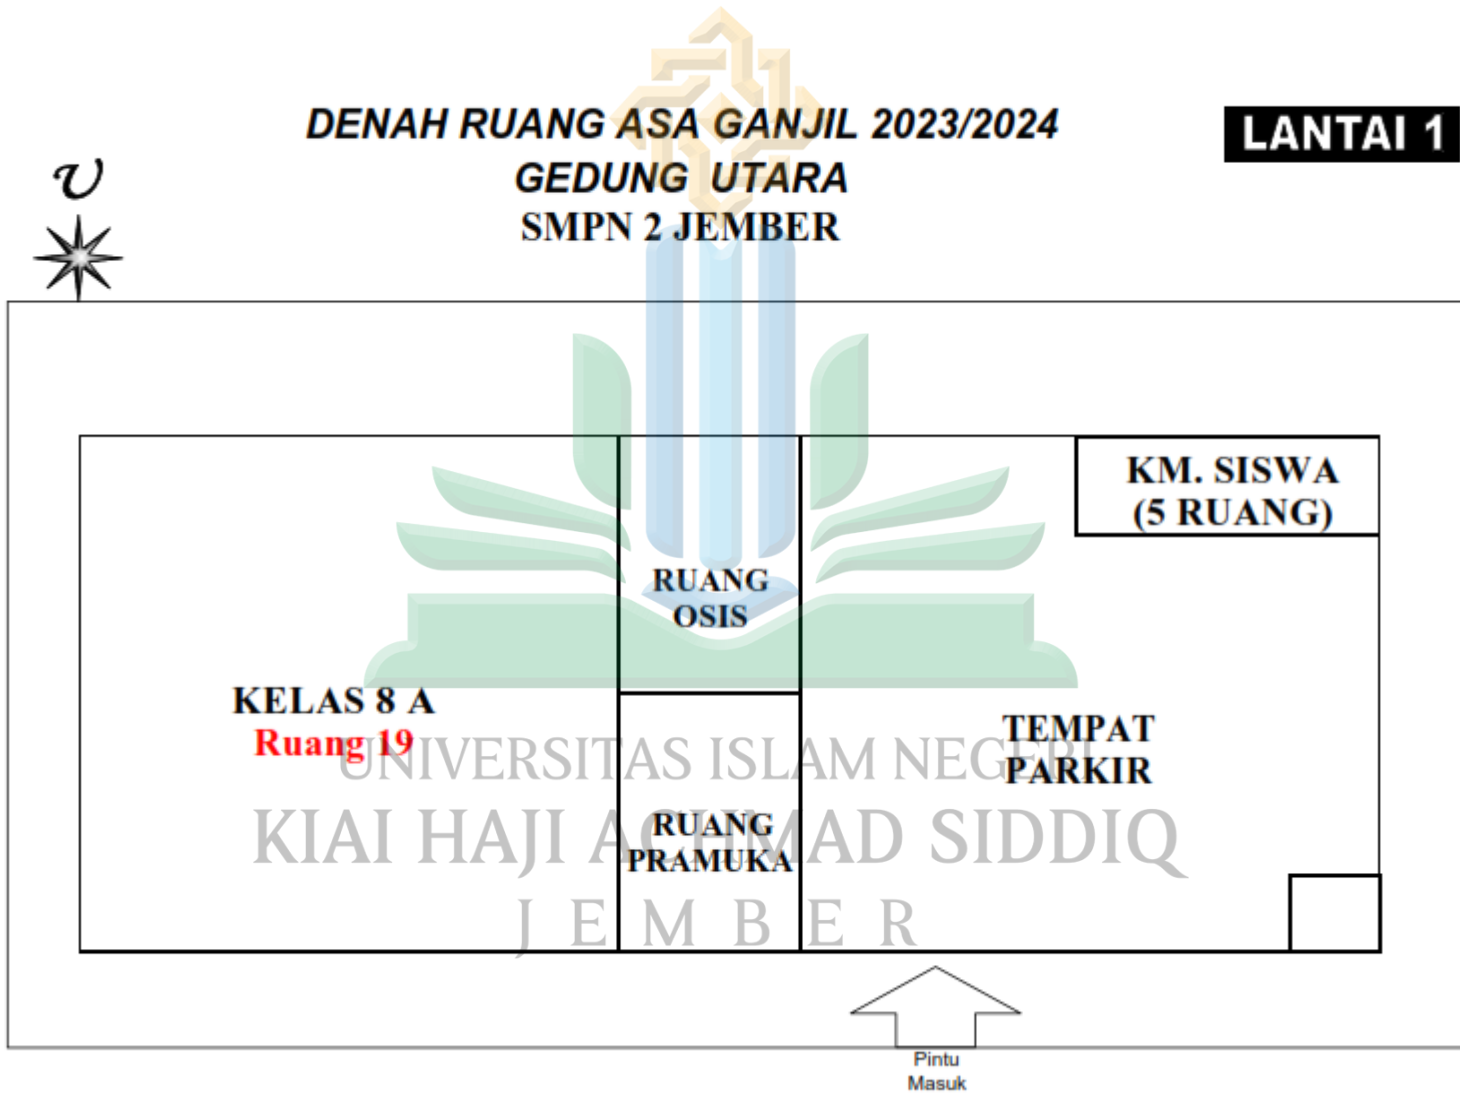 DENAH RUANG ASA GANJIL 2023/2024
LANTAI 1
GEDUNG UTARA
U
SMPN 2 JEMBER
KM. SISWA
(5 RUANG)
RUANG
OSIS
KELAS 8 A
Ruang 19
TEMPAT
PARKIR
RUANG
PRAMUKA
UNIVERSITAS ISLAM NEGERI
KIAI HAJI ACHMAD SIDDIQ
JEMBER
Pintu
Masuk